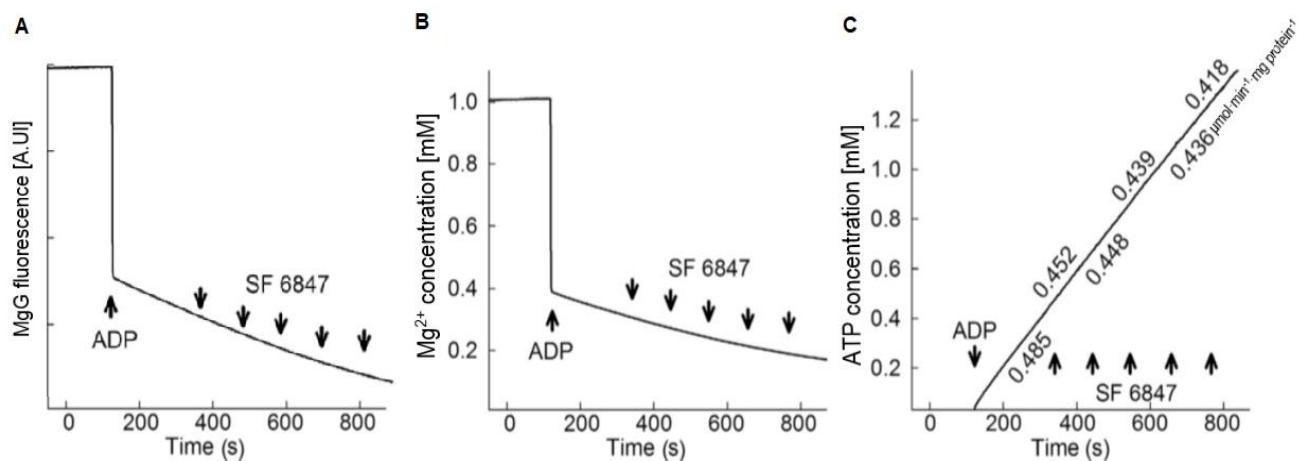 A
MgG fluorescence [A.UI]
ADP
SF 6847
0 200 400 600 800
Time (s)
B
Mg²⁺ concentration [mM]
1.0
0.8
0.6
0.4
0.2
ADP
SF 6847
0 200 400 600 800
Time (s)
C
ATP concentration [mM]
1.2
1.0
0.8
0.6
0.4
0.2
ADP
0.485
0.452
0.448
0.439
0.436 μmol·min⁻¹·mg protein⁻¹
0.418
SF 6847
0 200 400 600 800
Time (s)